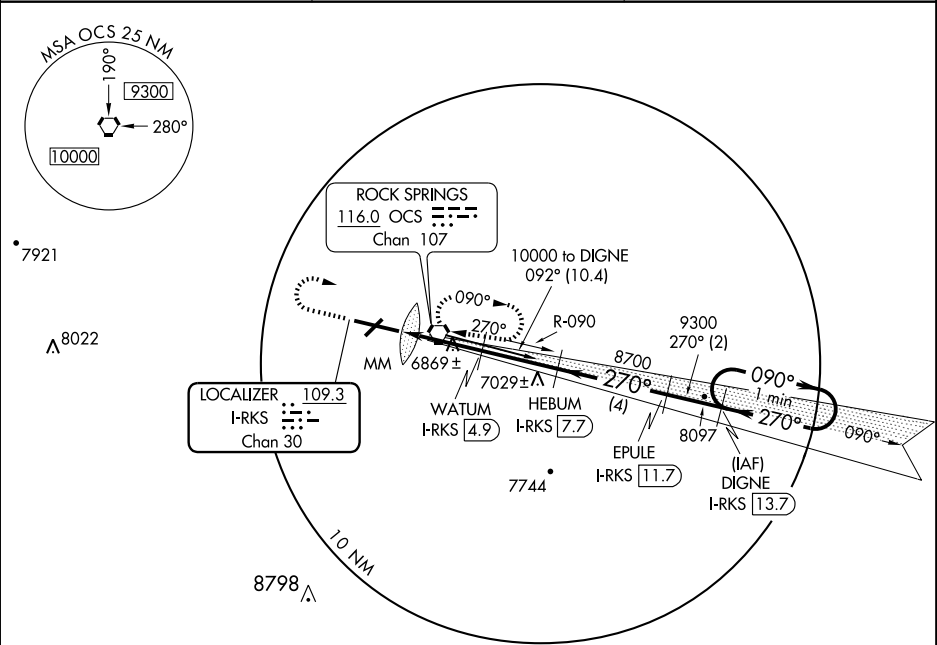 MSA OCS 25 NM
190°
9300
280°
10000
7921
8022
ROCK SPRINGS
116.0 OCS
Chan 107
10000 to DIGNE
092° (10.4)
090°
270°
R-090
9300
270° (2)
8700
MM
6869±
7029±
270°
(4)
090°
1 min
270°
090°
LOCALIZER 109.3
I-RKS
Chan 30
WATUM
I-RKS 4.9
HEBUM
I-RKS 7.7
8097
EPULE
I-RKS 11.7
(IAF)
DIGNE
I-RKS 13.7
7744
10 NM
8798